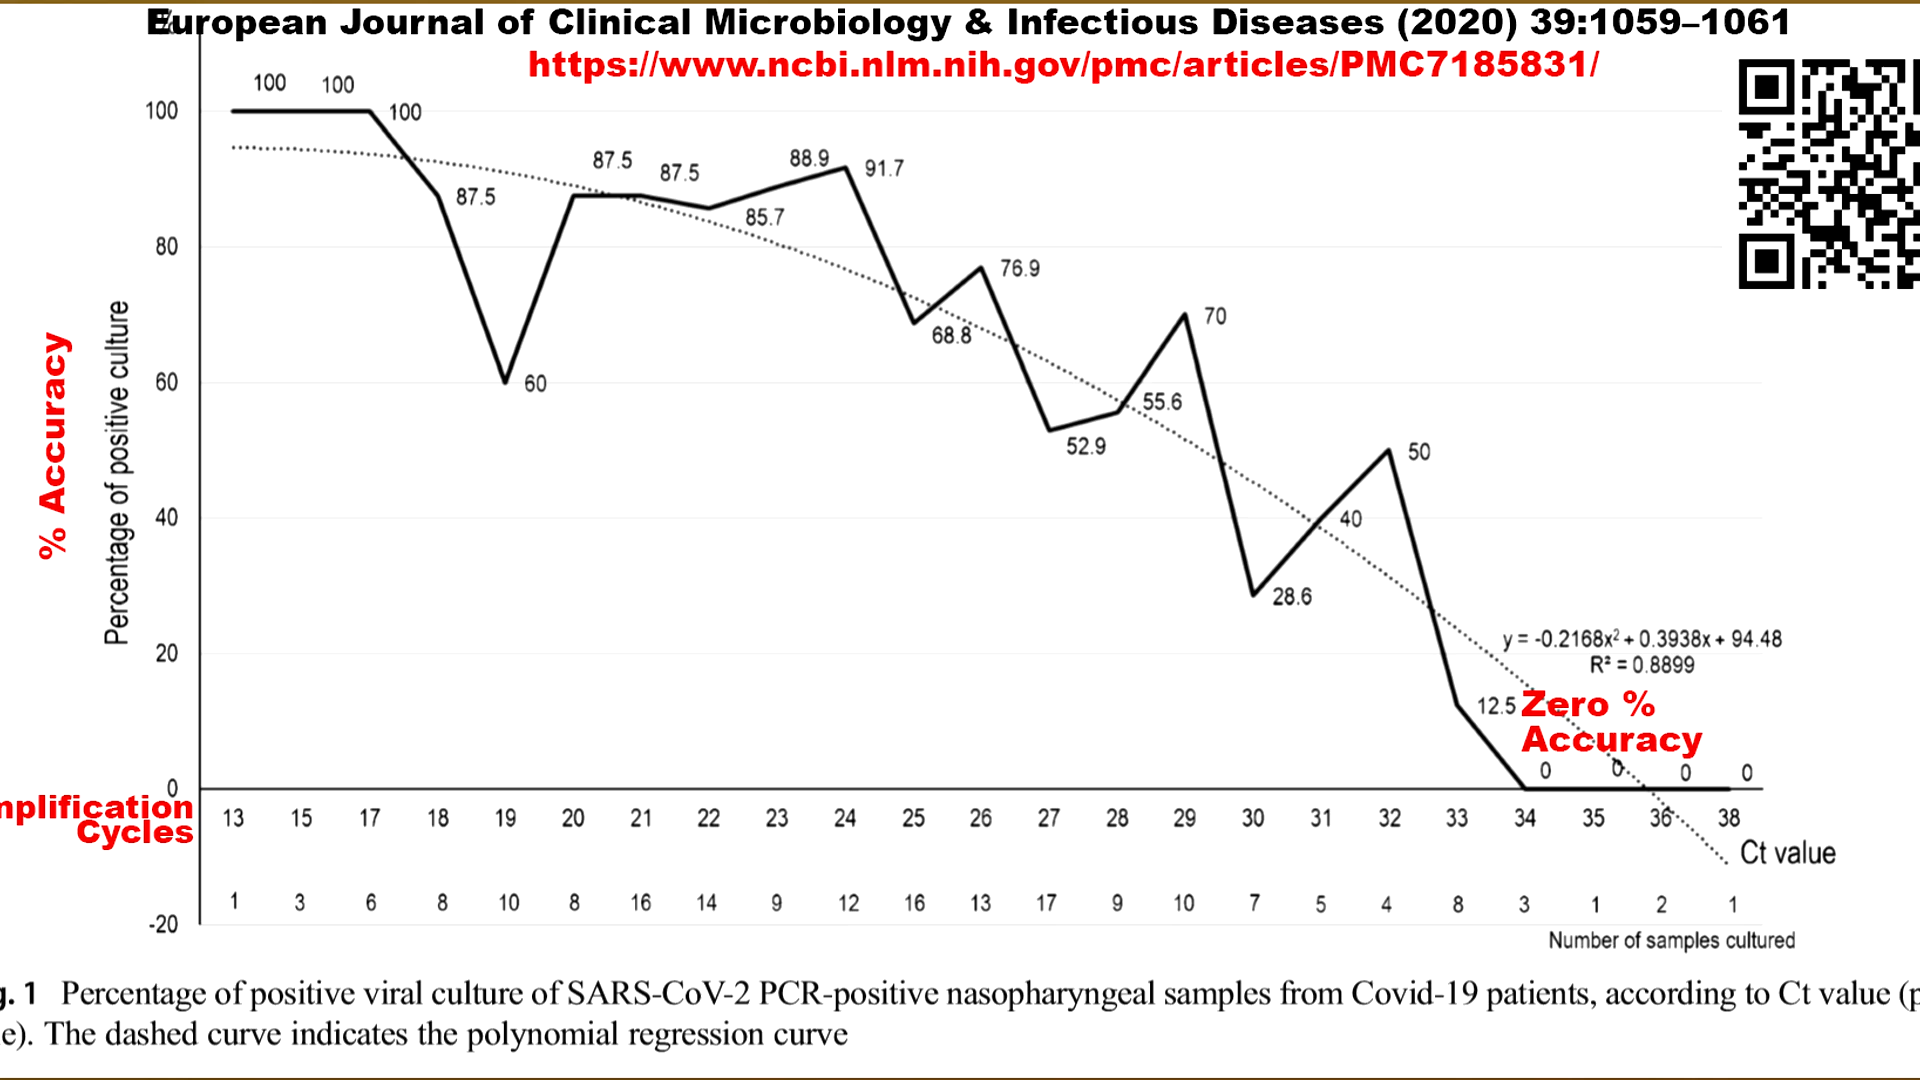 European Journal of Clinical Microbiology & Infectious Diseases (2020) 39:1059–1061
https://www.ncbi.nlm.nih.gov/pmc/articles/PMC7185831/
100 100 100 87.5 60 87.5 87.5 85.7 88.9 91.7 68.8 76.9 52.9 55.6 70 28.6 40 50 12.5 0 0 0 0
100
80
60
40
20
0
-20
% Accuracy
Percentage of positive culture
y = -0.2168x² + 0.3938x + 94.48
R² = 0.8899
Zero %
Accuracy
mplification
Cycles
13 15 17 18 19 20 21 22 23 24 25 26 27 28 29 30 31 32 33 34 35 36 38
Ct value
1 3 6 8 10 8 16 14 9 12 16 13 17 9 10 7 5 4 8 3 1 2 1
Number of samples cultured
g. 1 Percentage of positive viral culture of SARS-CoV-2 PCR-positive nasopharyngeal samples from Covid-19 patients, according to Ct value (p
e). The dashed curve indicates the polynomial regression curve